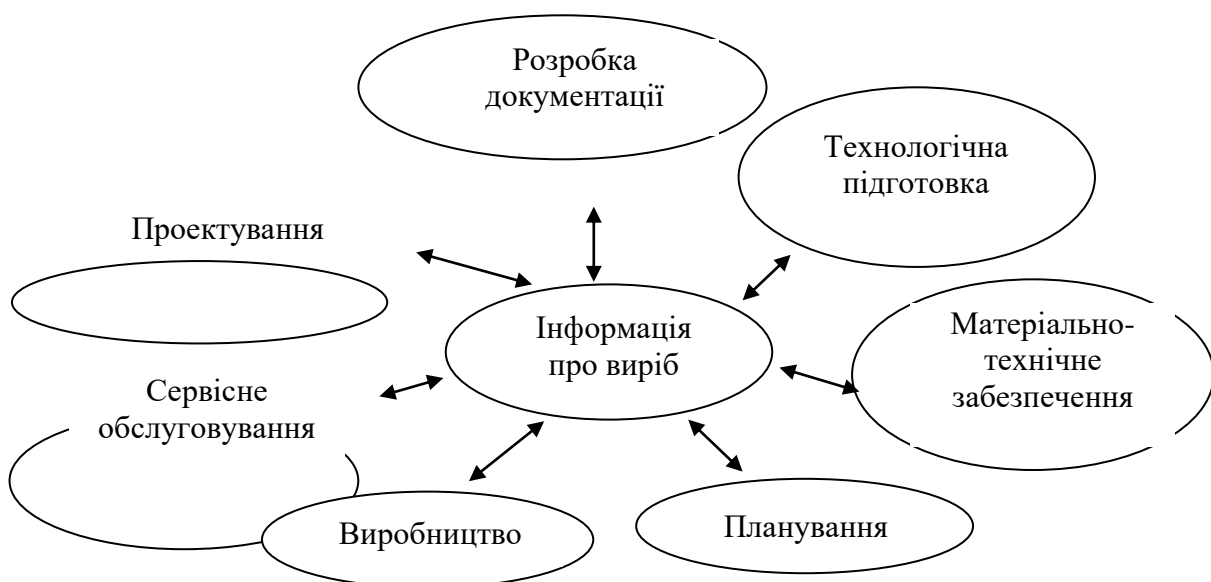 Розробка
документації
Технологічна
підготовка
Проектування
Інформація
про виріб
Матеріально-
технічне
забезпечення
Сервісне
обслуговування
Виробництво
Планування